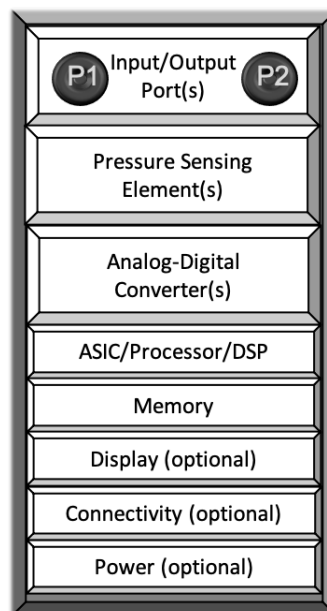 P1 Input/Output P2
Port(s)
Pressure Sensing
Element(s)
Analog-Digital
Converter(s)
ASIC/Processor/DSP
Memory
Display (optional)
Connectivity (optional)
Power (optional)